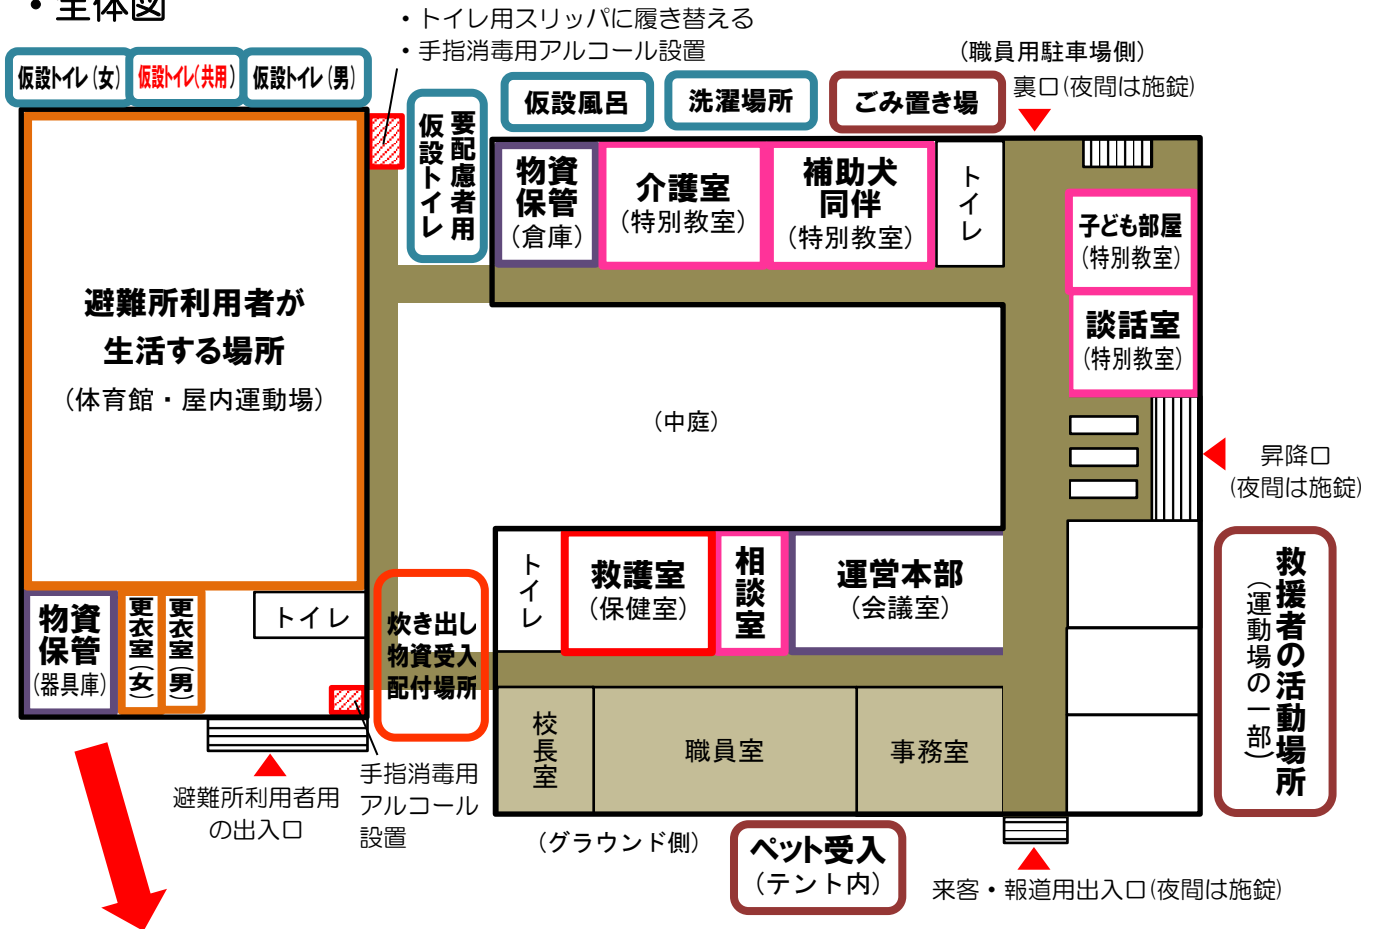 ・全体図
・トイレ用スリッパに履き替える
・手指消毒用アルコール設置
仮設トイレ(女)
仮設トイレ(共用)
仮設トイレ(男)
要配慮者用
仮設トイレ
仮設風呂
洗濯場所
ごみ置き場
(職員用駐車場側)
裏口(夜間は施錠)
物資
保管
(倉庫)
介護室
(特別教室)
補助犬
同伴
(特別教室)
トイレ
子ども部屋
(特別教室)
談話室
(特別教室)
避難所利用者が
生活する場所
(体育館・屋内運動場)
(中庭)
昇降口
(夜間は施錠)
物資
保管
(器具庫)
更衣室(女)
更衣室(男)
トイレ
炊き出し
物資受入
配付場所
トイレ
救護室
(保健室)
相談室
運営本部
(会議室)
救援者の活動場所
(運動場の一部)
校長室
職員室
事務室
避難所利用者用
の出入口
手指消毒用
アルコール
設置
(グラウンド側)
ペット受入
(テント内)
来客・報道用出入口(夜間は施錠)